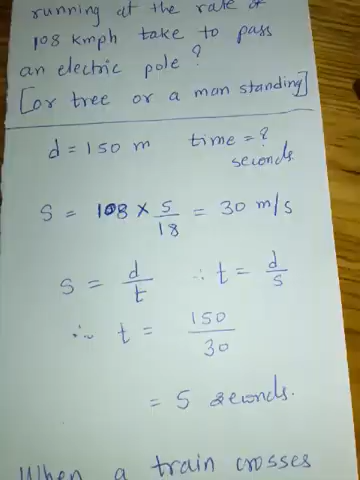 running at the rate of
108 kmph take to pass
an electric pole?
[or tree or a man standing]
d = 150 m time = ?
seconds
S = 108 × 5/18 = 30 m/s
s = d/t ∴ t = d/s
∴ t = 150/30
= 5 seconds.
When a train crosses